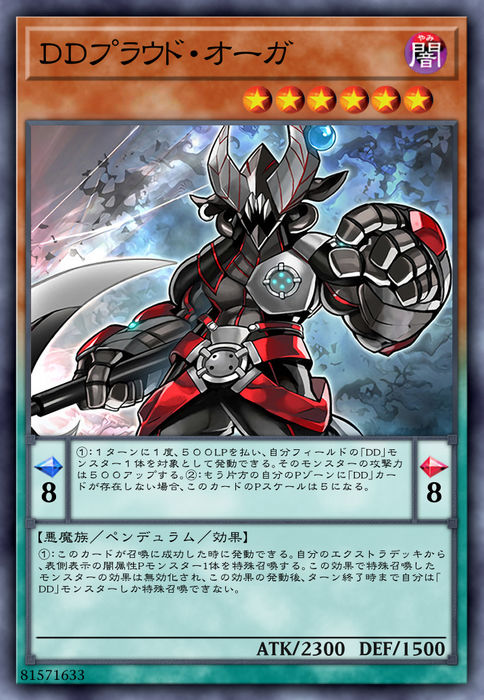 DDプラウド・オーガ
やみ
闇
①:1ターンに1度、500LPを払い、自分フィールドの「DD」モ
ンスター1体を対象として発動できる。そのモンスターの攻撃力
は500アップする。②:もう片方の自分のPゾーンに「DD」カー
ドが存在しない場合、このカードのPスケールは5になる。
8
8
【悪魔族/ペンデュラム/効果】
①:このカードが召喚に成功した時に発動できる。自分のエクストラデッキから、
表側表示の闇属性Pモンスター1体を特殊召喚する。この効果で特殊召喚した
モンスターの効果は無効化され、この効果の発動後、ターン終了時まで自分は「
DD」モンスターしか特殊召喚できない。
ATK/2300 DEF/1500
81571633